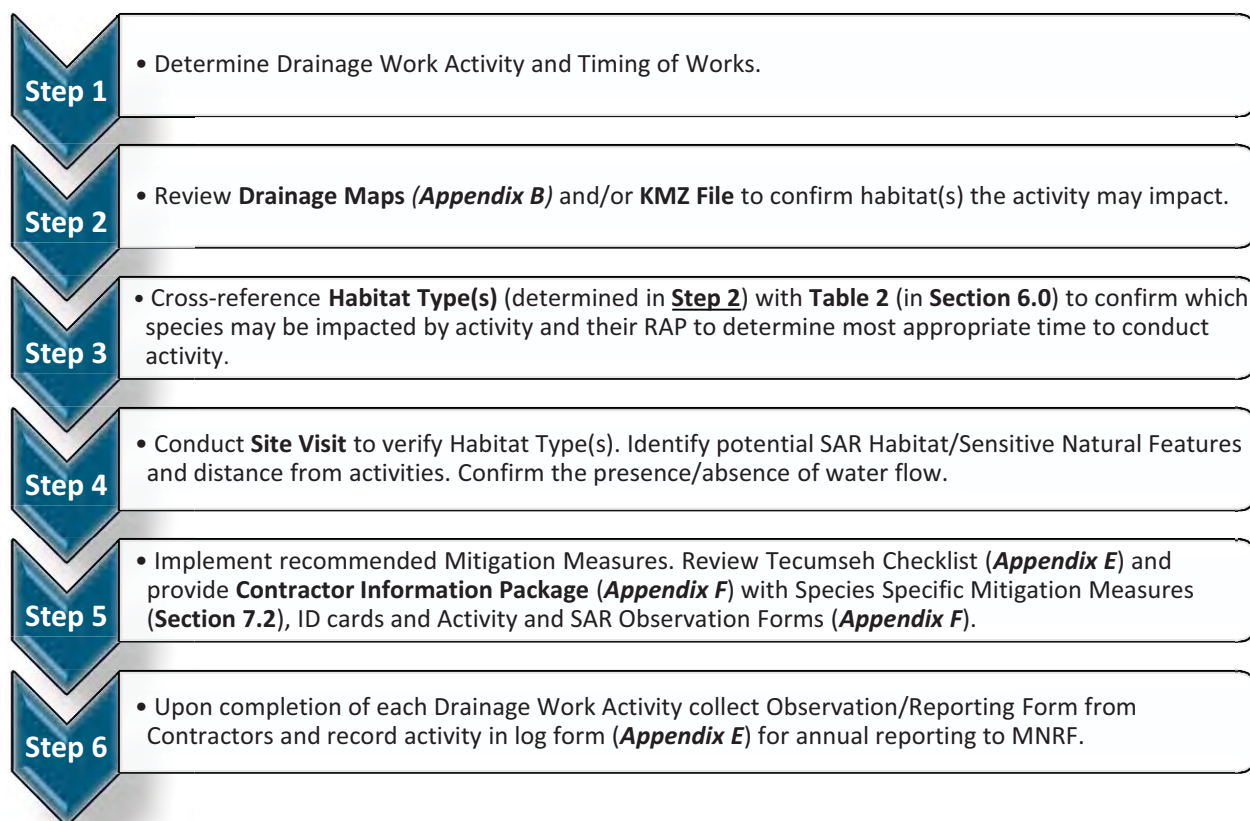 Step 1
• Determine Drainage Work Activity and Timing of Works.
Step 2
• Review Drainage Maps (Appendix B) and/or KMZ File to confirm habitat(s) the activity may impact.
Step 3
• Cross-reference Habitat Type(s) (determined in Step 2) with Table 2 (in Section 6.0) to confirm which
species may be impacted by activity and their RAP to determine most appropriate time to conduct
activity.
Step 4
• Conduct Site Visit to verify Habitat Type(s). Identify potential SAR Habitat/Sensitive Natural Features
and distance from activities. Confirm the presence/absence of water flow.
Step 5
• Implement recommended Mitigation Measures. Review Tecumseh Checklist (Appendix E) and
provide Contractor Information Package (Appendix F) with Species Specific Mitigation Measures
(Section 7.2), ID cards and Activity and SAR Observation Forms (Appendix F).
Step 6
• Upon completion of each Drainage Work Activity collect Observation/Reporting Form from
Contractors and record activity in log form (Appendix E) for annual reporting to MNRF.